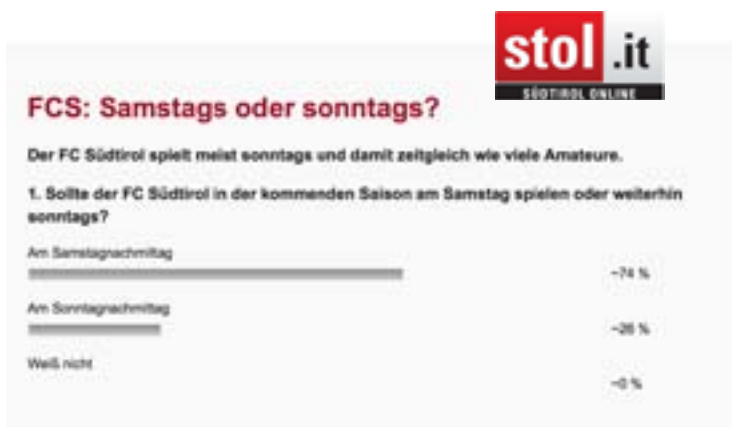 stol.it
SÜDTIROL ONLINE
FCS: Samstags oder sonntags?
Der FC Südtirol spielt meist sonntags und damit zeitgleich wie viele Amateure.
1. Sollte der FC Südtirol in der kommenden Saison am Samstag spielen oder weiterhin
sonntags?
Am Samstagnachmittag
~74 %
Am Sonntagnachmittag
~26 %
Weiß nicht
~0 %